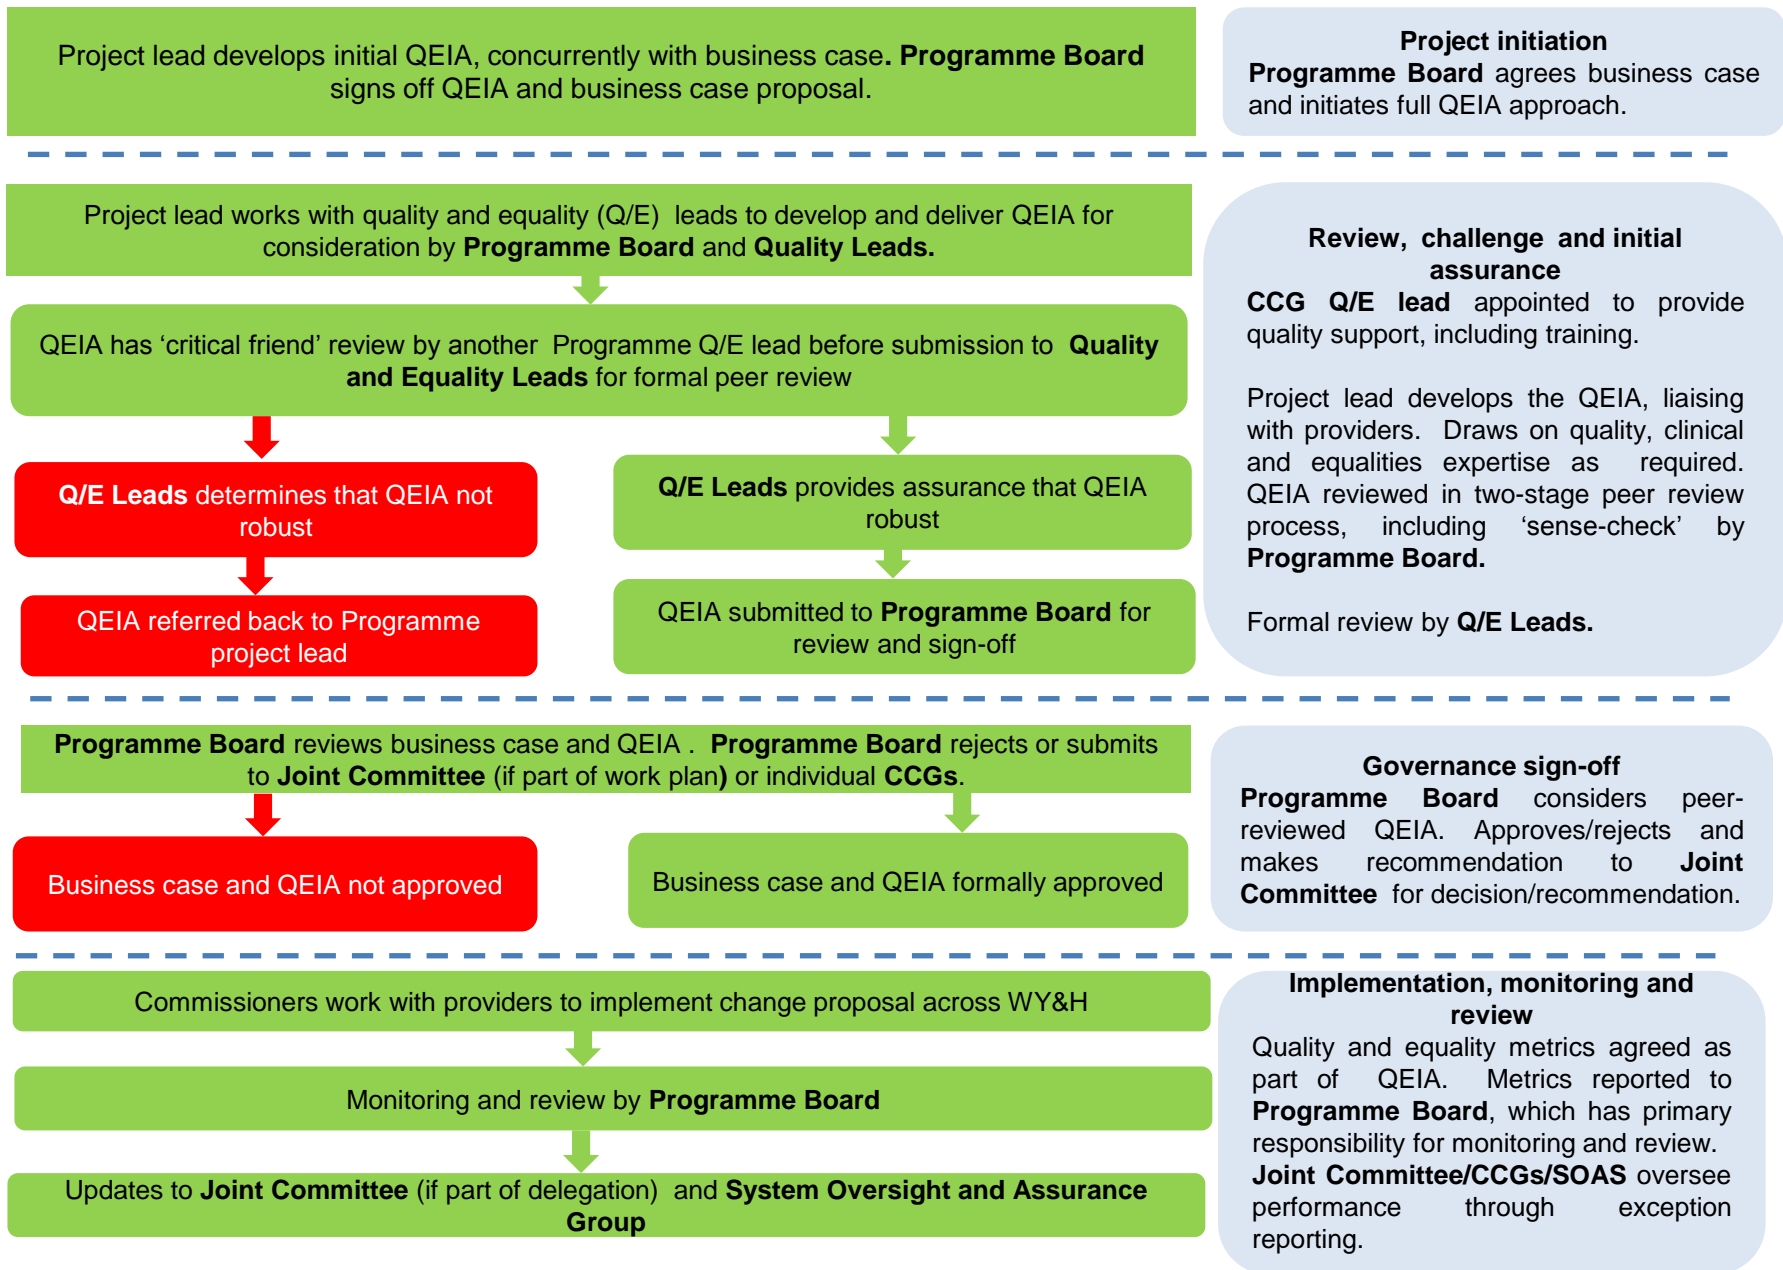 Project lead develops initial QEIA, concurrently with business case. Programme Board
signs off QEIA and business case proposal.
Project initiation
Programme Board agrees business case
and initiates full QEIA approach.
Project lead works with quality and equality (Q/E) leads to develop and deliver QEIA for
consideration by Programme Board and Quality Leads.
QEIA has ‘critical friend’ review by another Programme Q/E lead before submission to Quality
and Equality Leads for formal peer review
Q/E Leads determines that QEIA not
robust
QEIA referred back to Programme
project lead
Q/E Leads provides assurance that QEIA
robust
QEIA submitted to Programme Board for
review and sign-off
Review, challenge and initial
assurance
CCG Q/E lead appointed to provide
quality support, including training.
Project lead develops the QEIA, liaising
with providers. Draws on quality, clinical
and equalities expertise as required.
QEIA reviewed in two-stage peer review
process, including ‘sense-check’ by
Programme Board.
Formal review by Q/E Leads.
Programme Board reviews business case and QEIA . Programme Board rejects or submits
to Joint Committee (if part of work plan) or individual CCGs.
Business case and QEIA not approved
Business case and QEIA formally approved
Governance sign-off
Programme Board considers peer-
reviewed QEIA. Approves/rejects and
makes recommendation to Joint
Committee for decision/recommendation.
Commissioners work with providers to implement change proposal across WY&H
Monitoring and review by Programme Board
Updates to Joint Committee (if part of delegation) and System Oversight and Assurance
Group
Implementation, monitoring and
review
Quality and equality metrics agreed as
part of QEIA. Metrics reported to
Programme Board, which has primary
responsibility for monitoring and review.
Joint Committee/CCGs/SOAS oversee
performance through exception
reporting.